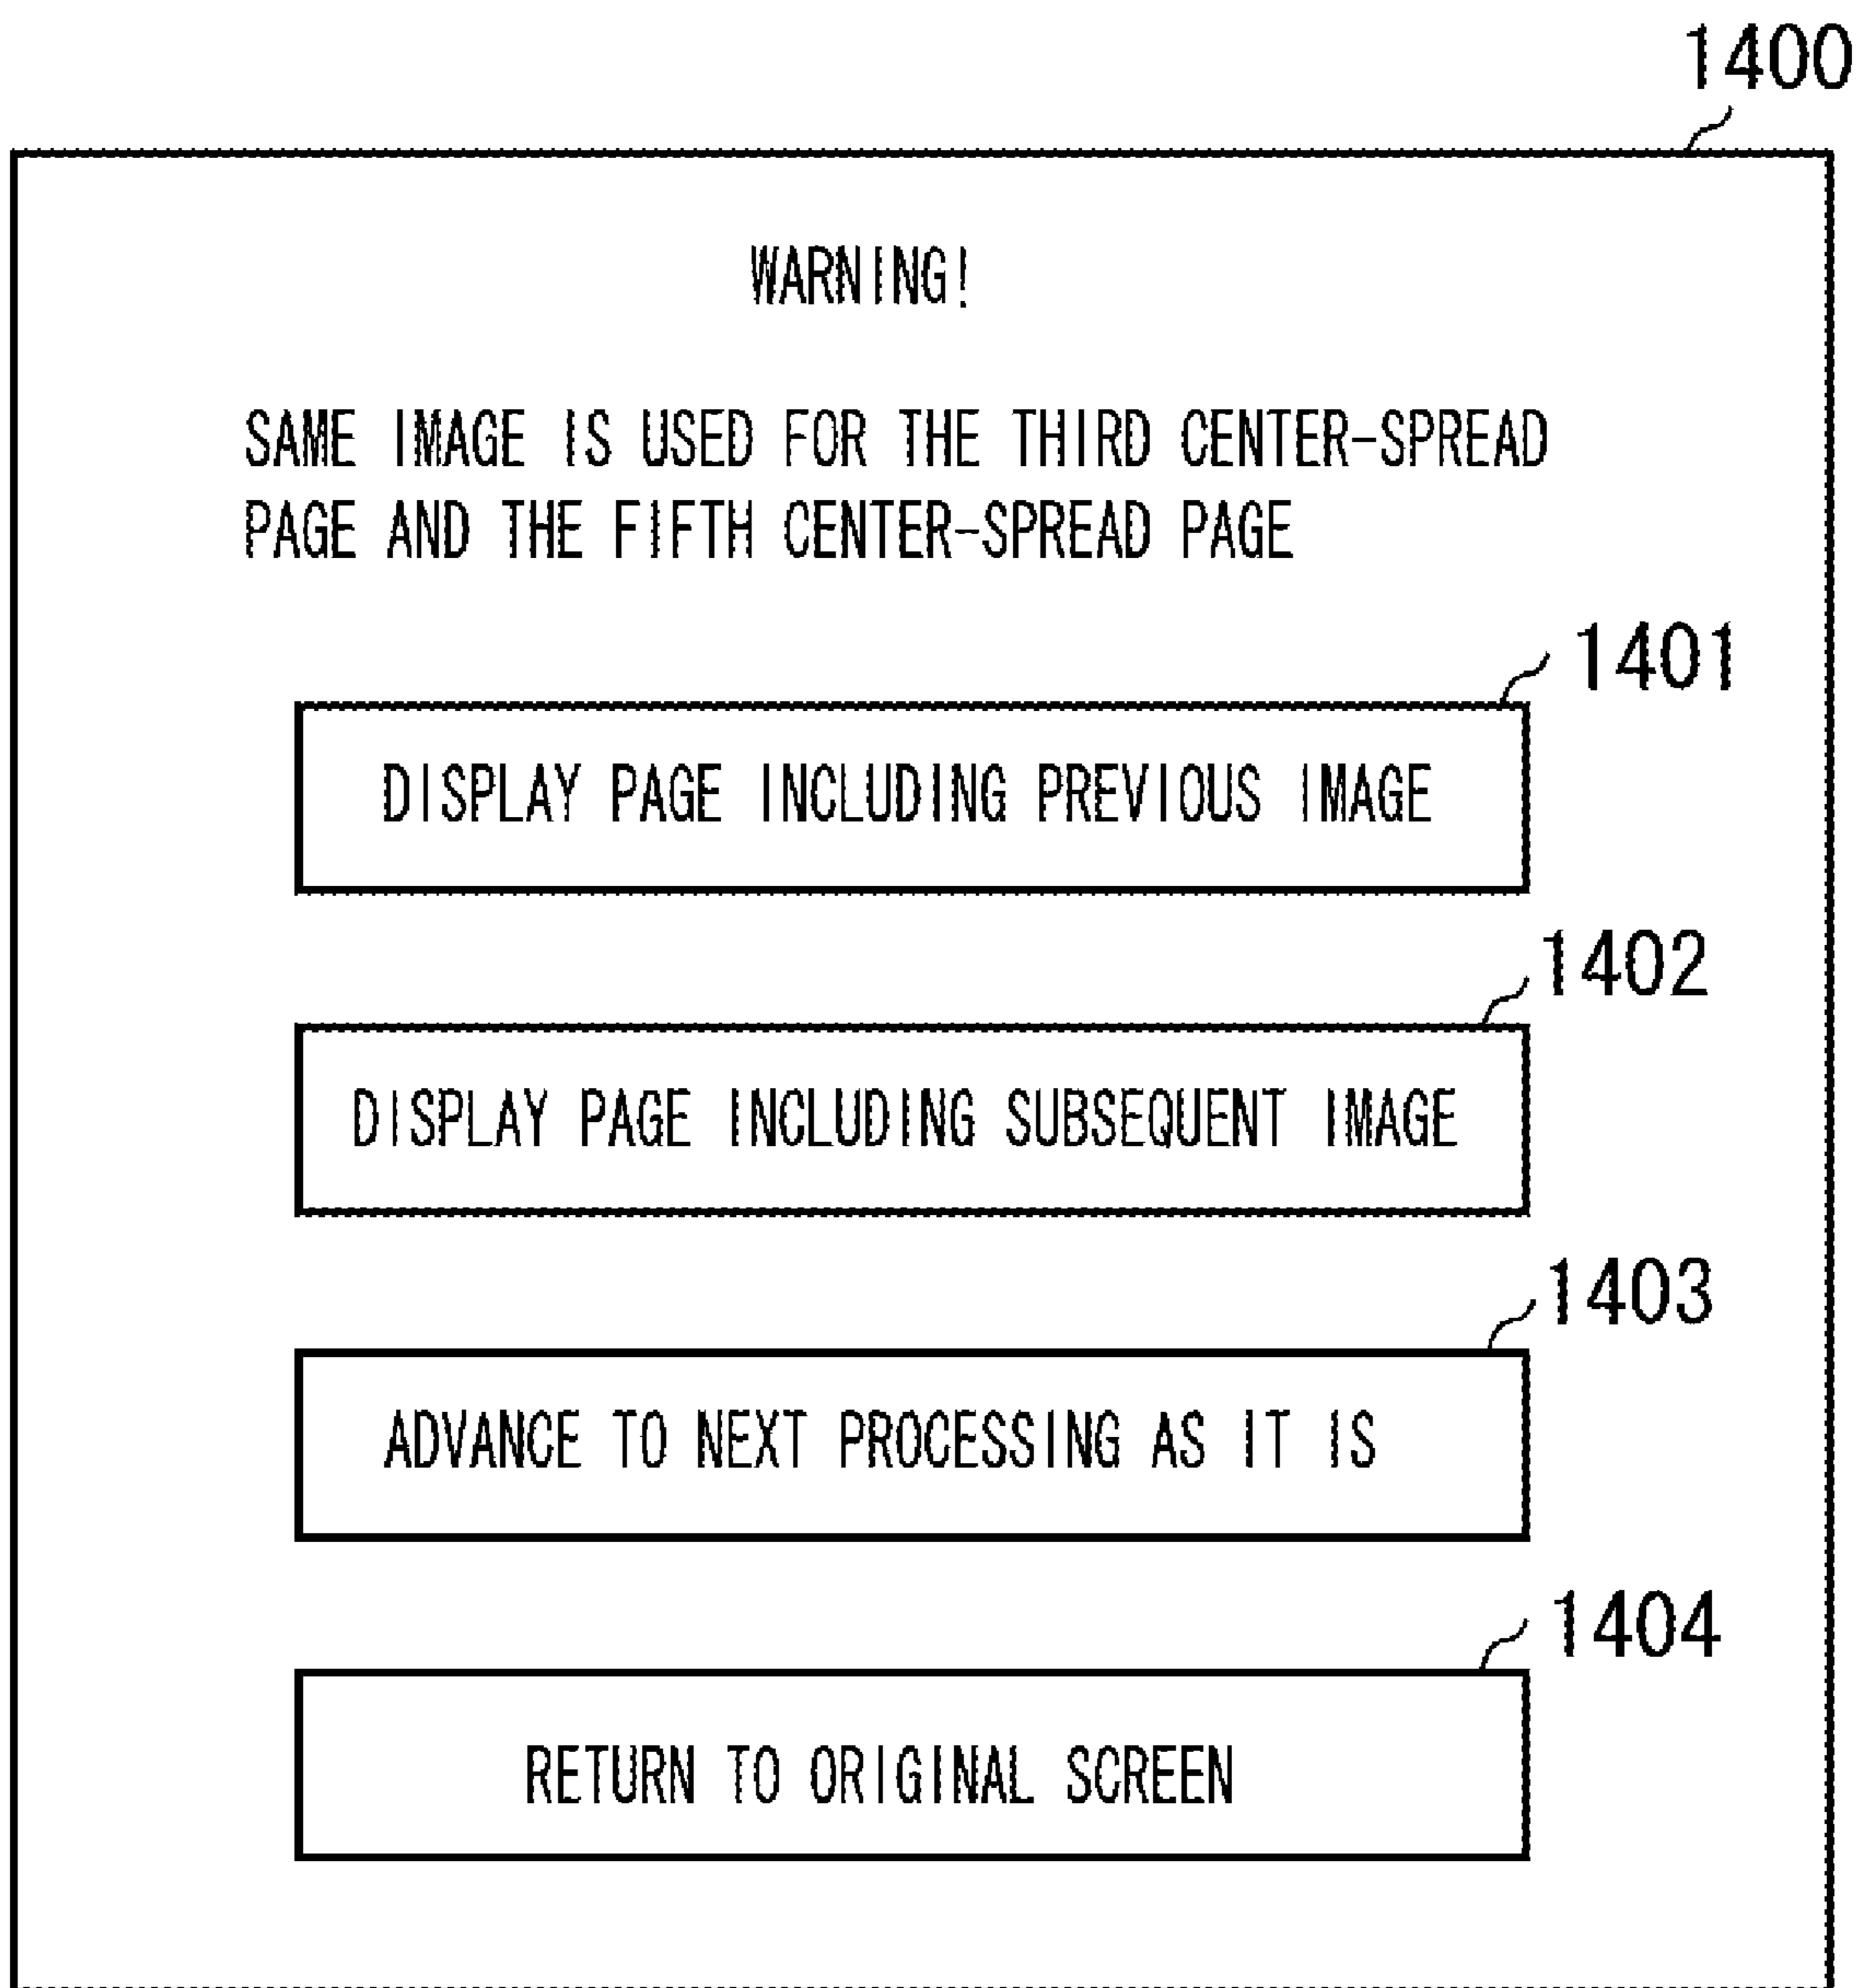 1400
WARNING!
SAME IMAGE IS USED FOR THE THIRD CENTER-SPREAD
PAGE AND THE FIFTH CENTER-SPREAD PAGE
1401
DISPLAY PAGE INCLUDING PREVIOUS IMAGE
1402
DISPLAY PAGE INCLUDING SUBSEQUENT IMAGE
1403
ADVANCE TO NEXT PROCESSING AS IT IS
1404
RETURN TO ORIGINAL SCREEN